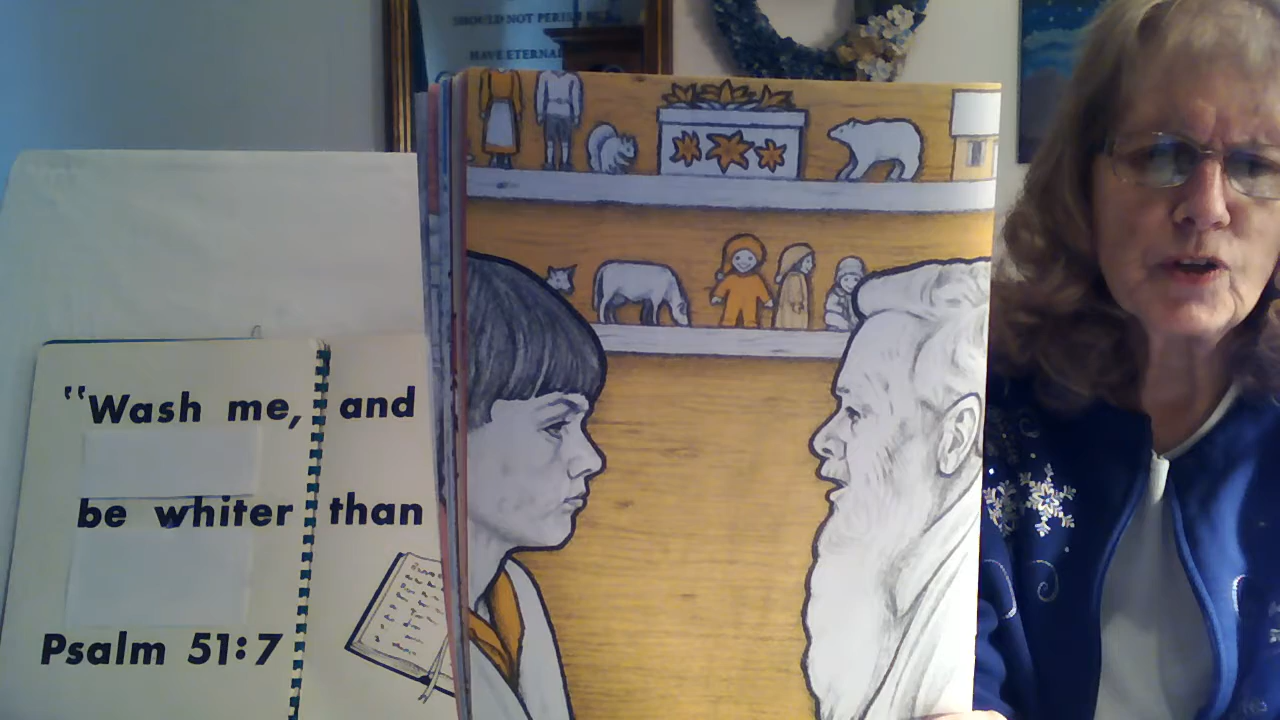 SHOULD NOT PERISH
HAVE ETERNAL
"Wash me, and
be whiter than
Psalm 51:7